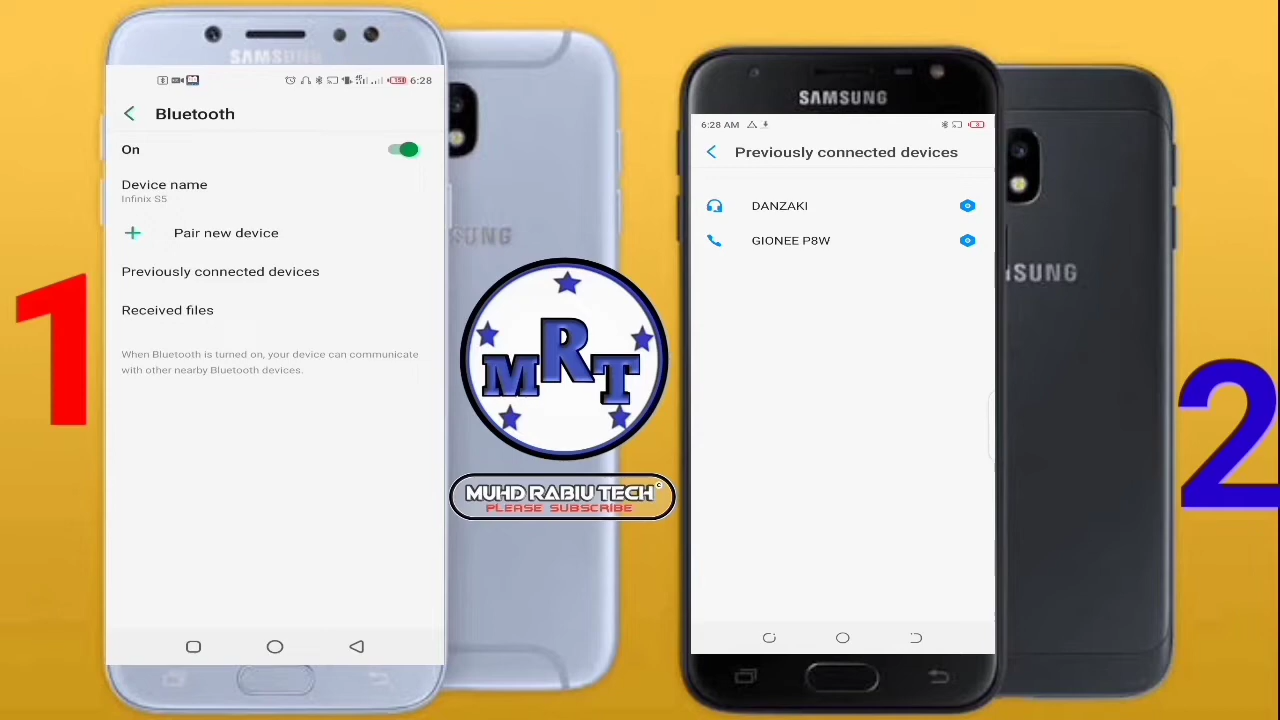 SAMSUNG
6:28
Bluetooth
On
Device name
Infinix S5
Pair new device
Previously connected devices
Received files
When Bluetooth is turned on, your device can communicate
with other nearby Bluetooth devices.
1
SUNG
MRT
MUHD RABIU TECH
PLEASE SUBSCRIBE
SAMSUNG
6:28 AM
Previously connected devices
DANZAKI
GIONEE P8W
SUNG
2